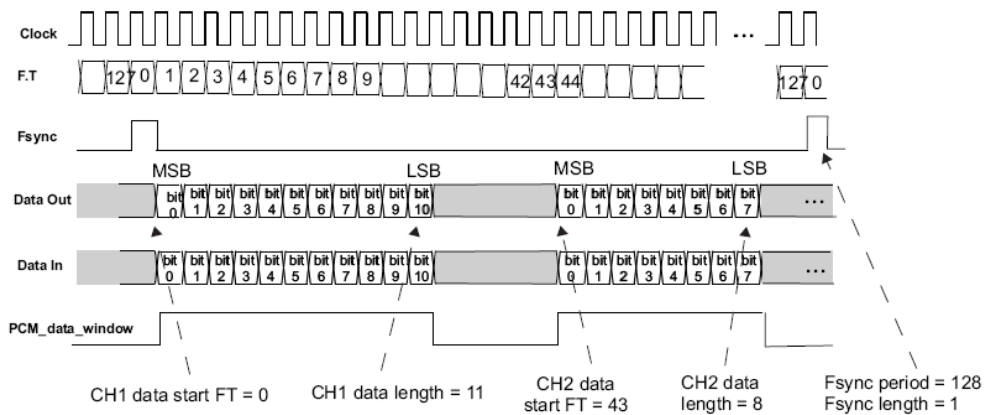 Clock ...
F.T 127 0 1 2 3 4 5 6 7 8 9 42 43 44 127 0
Fsync
MSB LSB MSB LSB
Data Out bit 0 bit 1 bit 2 bit 3 bit 4 bit 5 bit 6 bit 7 bit 8 bit 9 bit 10 bit 0 bit 1 bit 2 bit 3 bit 4 bit 5 bit 6 bit 7 ...
Data In bit 0 bit 1 bit 2 bit 3 bit 4 bit 5 bit 6 bit 7 bit 8 bit 9 bit 10 bit 0 bit 1 bit 2 bit 3 bit 4 bit 5 bit 6 bit 7 ...
PCM_data_window
CH1 data start FT = 0
CH1 data length = 11
CH2 data
start FT = 43
CH2 data
length = 8
Fsync period = 128
Fsync length = 1